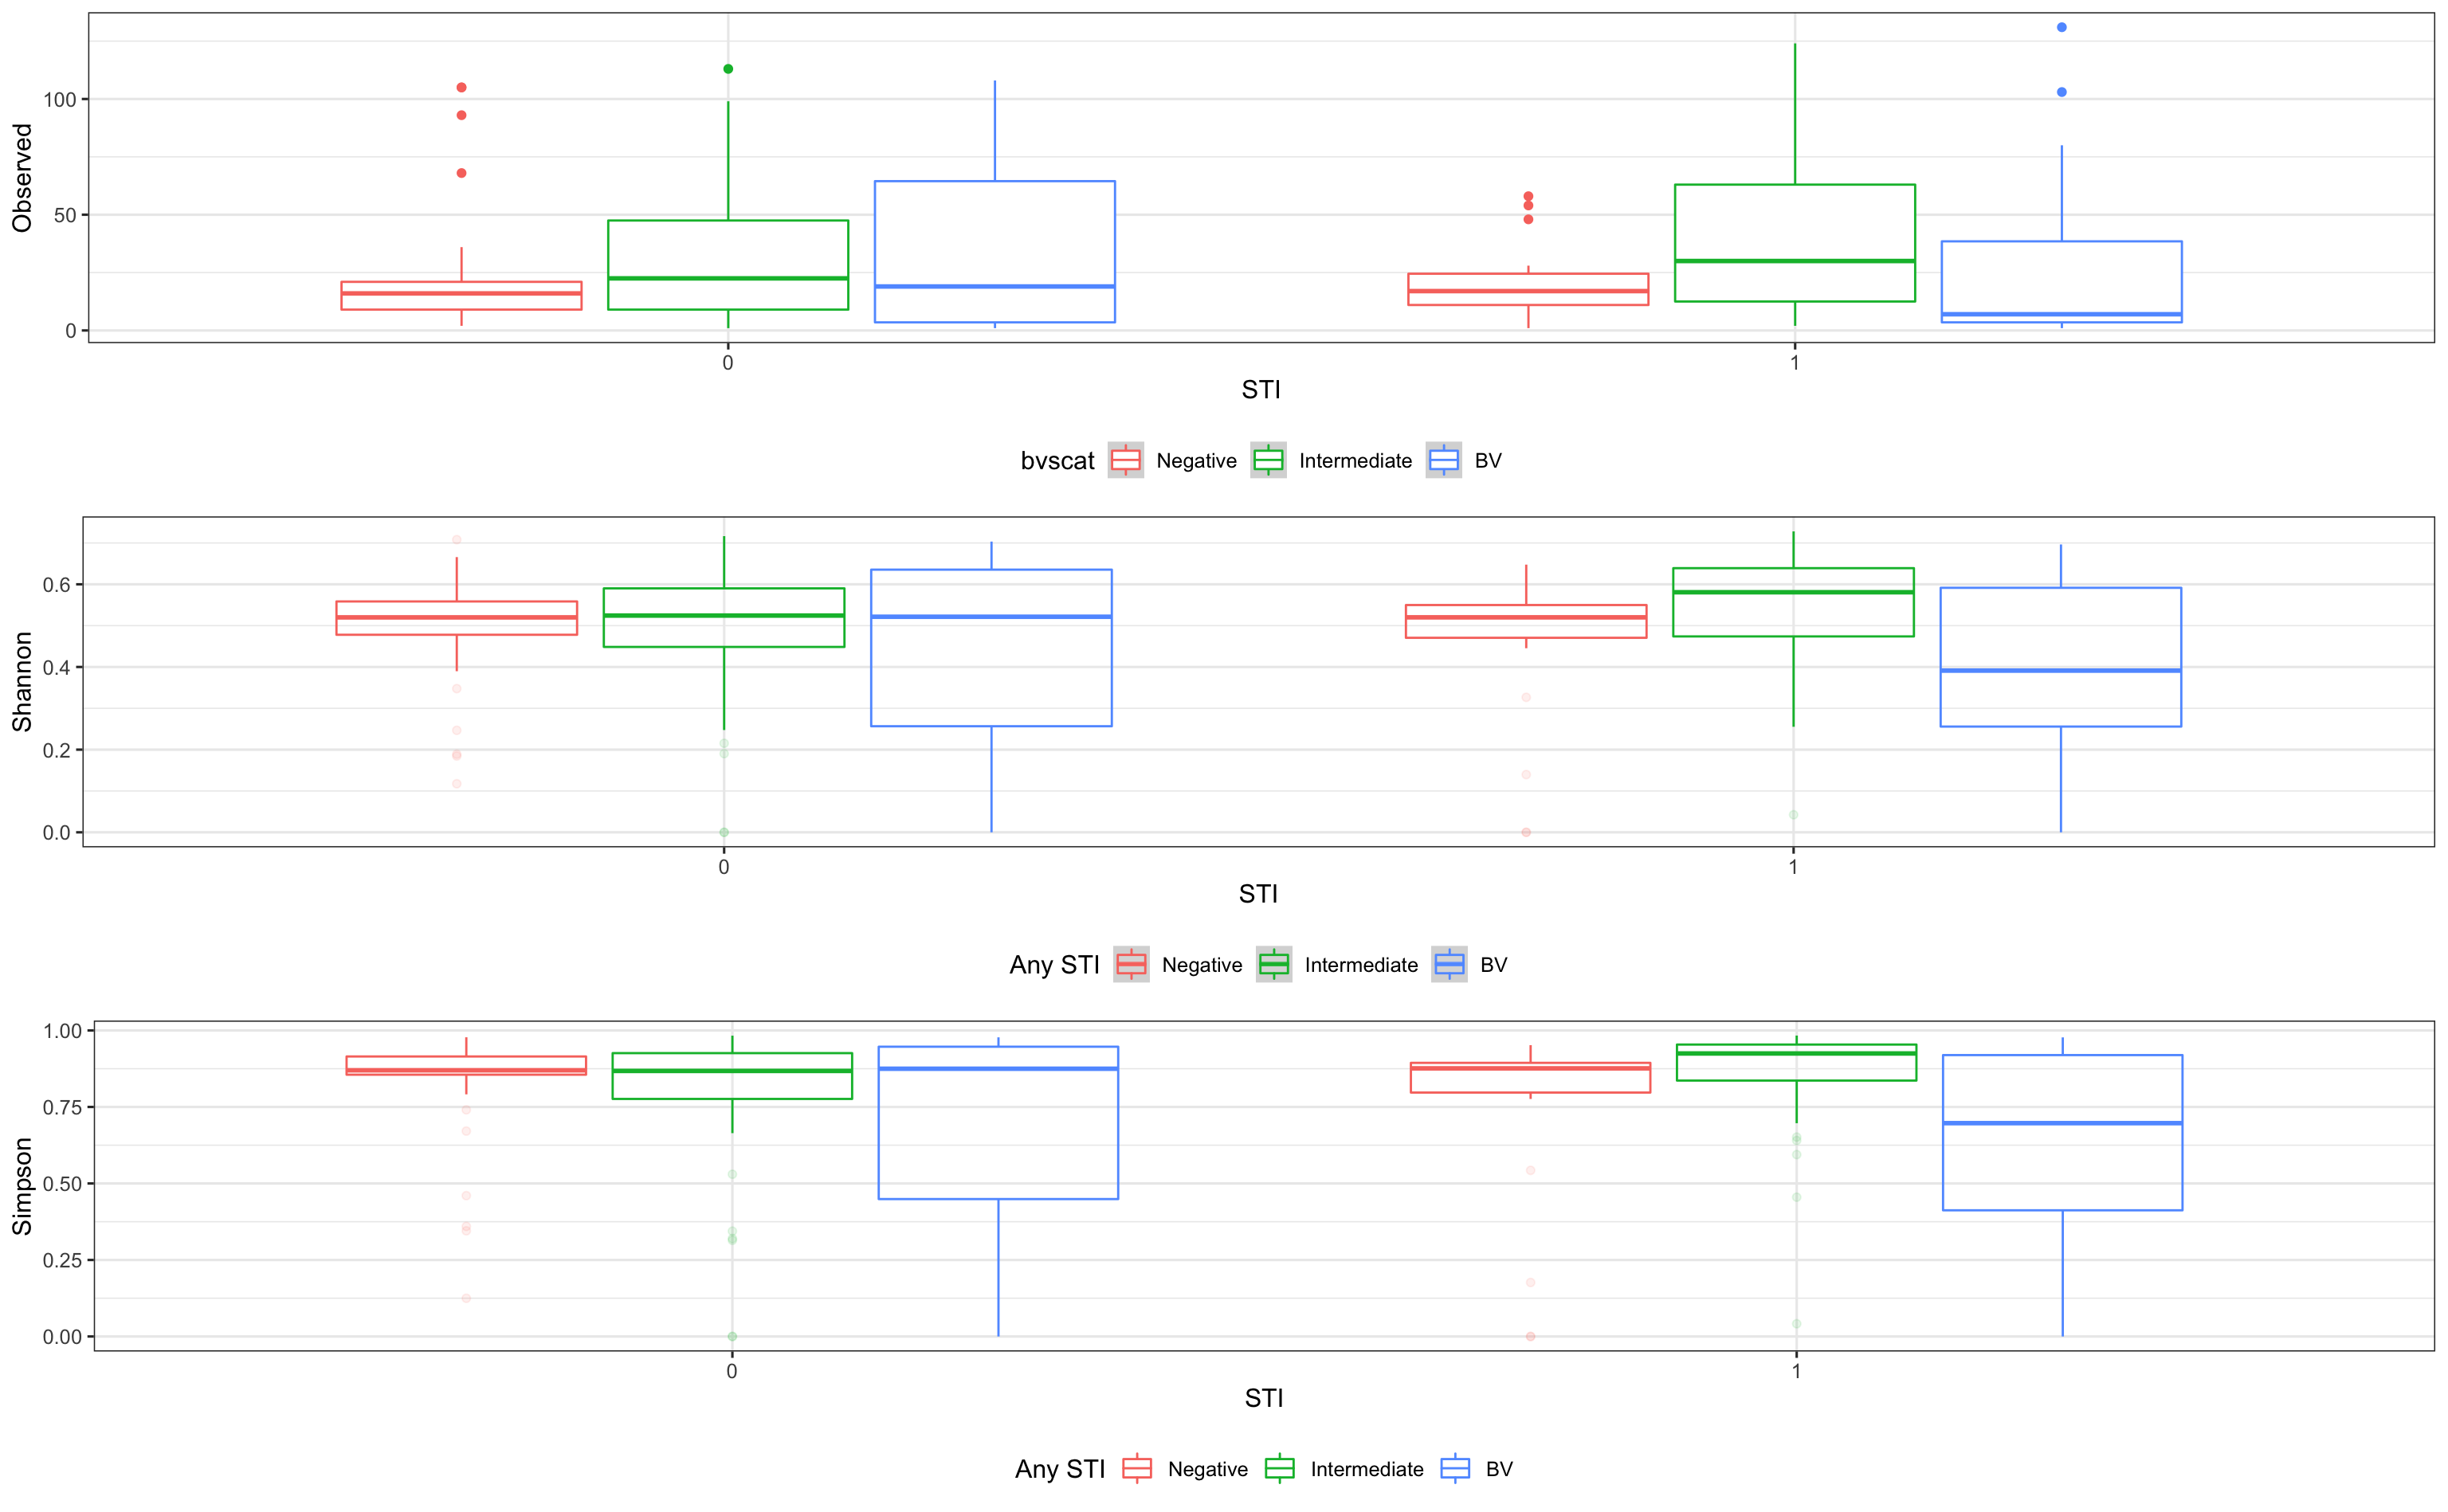 Observed
100
50
0
0 1
STI
bvscat Negative Intermediate BV
Shannon
0.6
0.4
0.2
0.0
0 1
STI
Any STI Negative Intermediate BV
Simpson
1.00
0.75
0.50
0.25
0.00
0 1
STI
Any STI Negative Intermediate BV